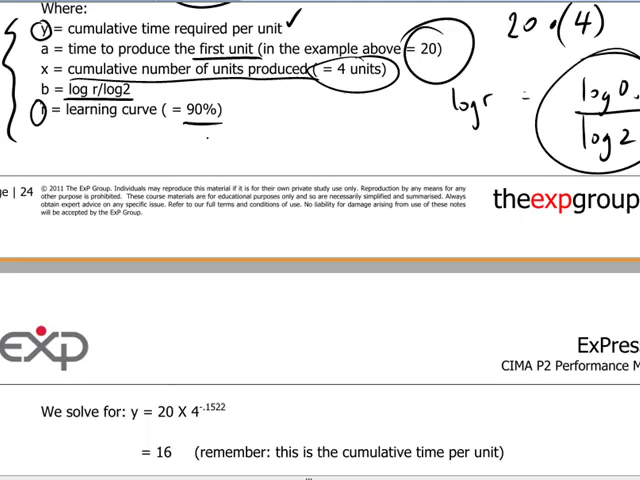 Where:
y = cumulative time required per unit
a = time to produce the first unit (in the example above = 20)
x = cumulative number of units produced ( = 4 units)
b = log r/log2
r = learning curve ( = 90%)
20 • (4)
log r = log 0.
log 2
ge | 24
© 2011 The ExP Group. Individuals may reproduce this material if it is for their own private study use only. Reproduction by any means for any
other purpose is prohibited. These course materials are for educational purposes only and so are necessarily simplified and summarised. Always
obtain expert advice on any specific issue. Refer to our full terms and conditions of use. No liability for damage arising from use of these notes
will be accepted by the ExP Group.
theexpgroup
exp
ExPres
CIMA P2 Performance M
We solve for: y = 20 X 4-.1522
= 16 (remember: this is the cumulative time per unit)